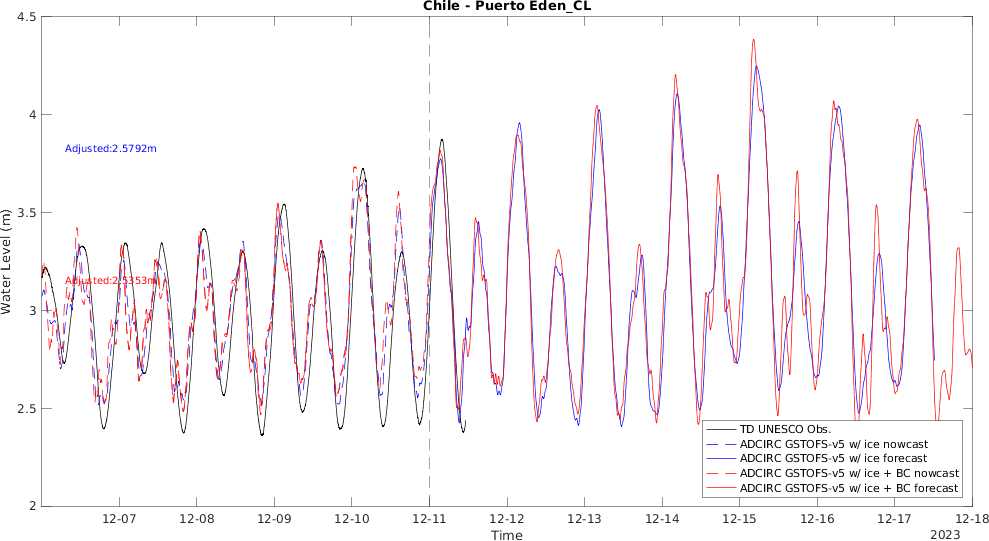 Chile - Puerto Eden_CL
4.5
4
3.5
3
2.5
2
Water Level (m)
Adjusted:2.5792m
Adjusted:2.5353m
TD UNESCO Obs.
ADCIRC GSTOFS-v5 w/ ice nowcast
ADCIRC GSTOFS-v5 w/ ice forecast
ADCIRC GSTOFS-v5 w/ ice + BC nowcast
ADCIRC GSTOFS-v5 w/ ice + BC forecast
12-07 12-08 12-09 12-10 12-11 12-12 12-13 12-14 12-15 12-16 12-17 12-18
Time
2023